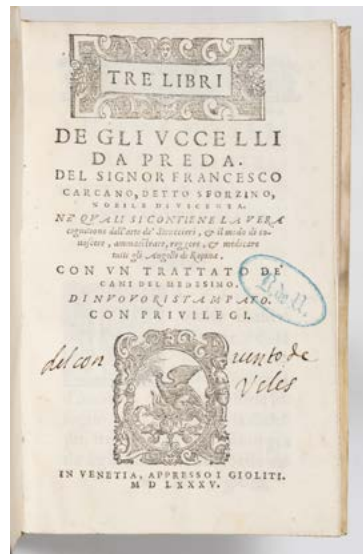 TRE LIBRI
DE GLI VCCELLI
DA PREDA.
DEL SIGNOR FRANCESCO
CARCANO, DETTO SFORZINO,
NOBILE DI VICENZA.
NE' QVALI SI CONTIENE LA VERA
cognitione dell'arte de' Struccieri, & il modo di co-
noscere, ammaestrare, reggere, & medicare
tutti gli Augelli di Rapina.
CON VN TRATTATO DE'
CANI DEL MEDESIMO.
DI NVOVO RISTAMPATO.
CON PRIVILEGI.
B. de U.
del con uento de
Veles
IN VENETIA, APPRESSO I GIOLITI.
M D LXXXV.